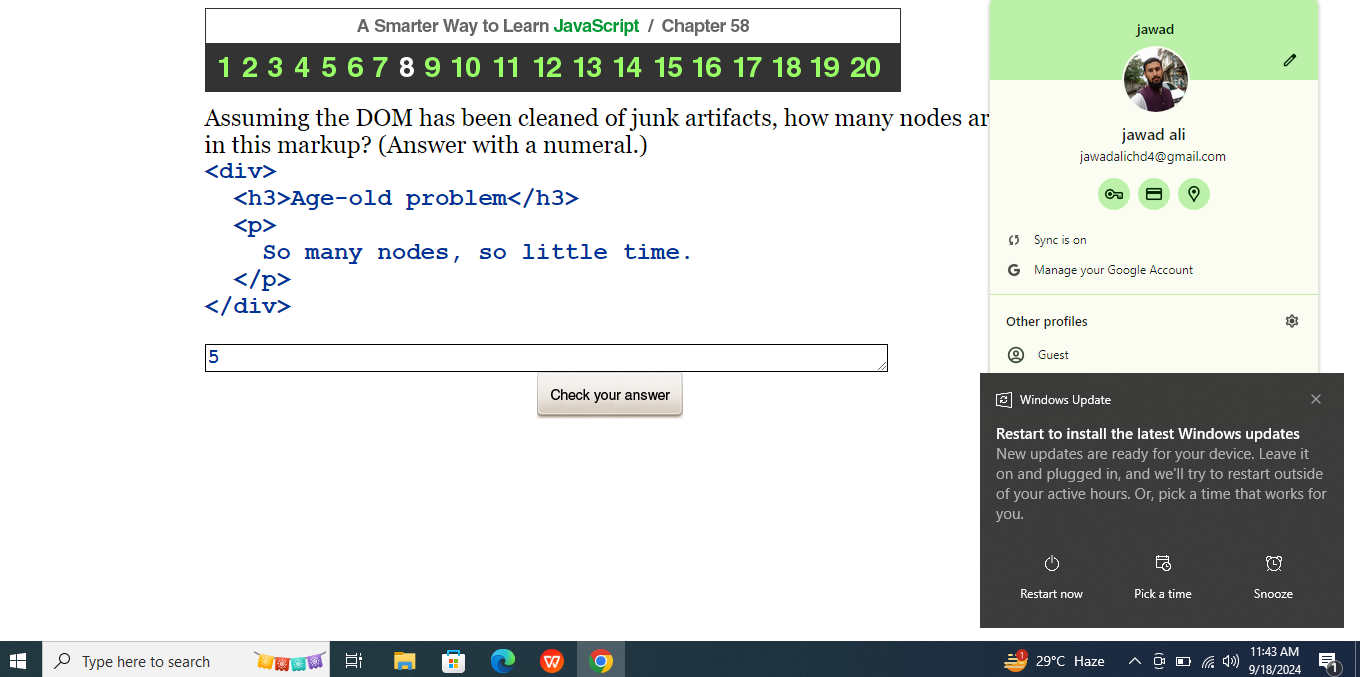 A Smarter Way to Learn JavaScript / Chapter 58
1 2 3 4 5 6 7 8 9 10 11 12 13 14 15 16 17 18 19 20
Assuming the DOM has been cleaned of junk artifacts, how many nodes ar
in this markup? (Answer with a numeral.)
<div>
<h3>Age-old problem</h3>
<p>
So many nodes, so little time.
</p>
</div>
5
Check your answer
jawad
jawad ali
jawadalichd4@gmail.com
Sync is on
G Manage your Google Account
Other profiles
Guest
Windows Update
Restart to install the latest Windows updates
New updates are ready for your device. Leave it
on and plugged in, and we'll try to restart outside
of your active hours. Or, pick a time that works for
you.
Restart now Pick a time Snooze
Type here to search
1 29°C Haze
11:43 AM
9/18/2024
1